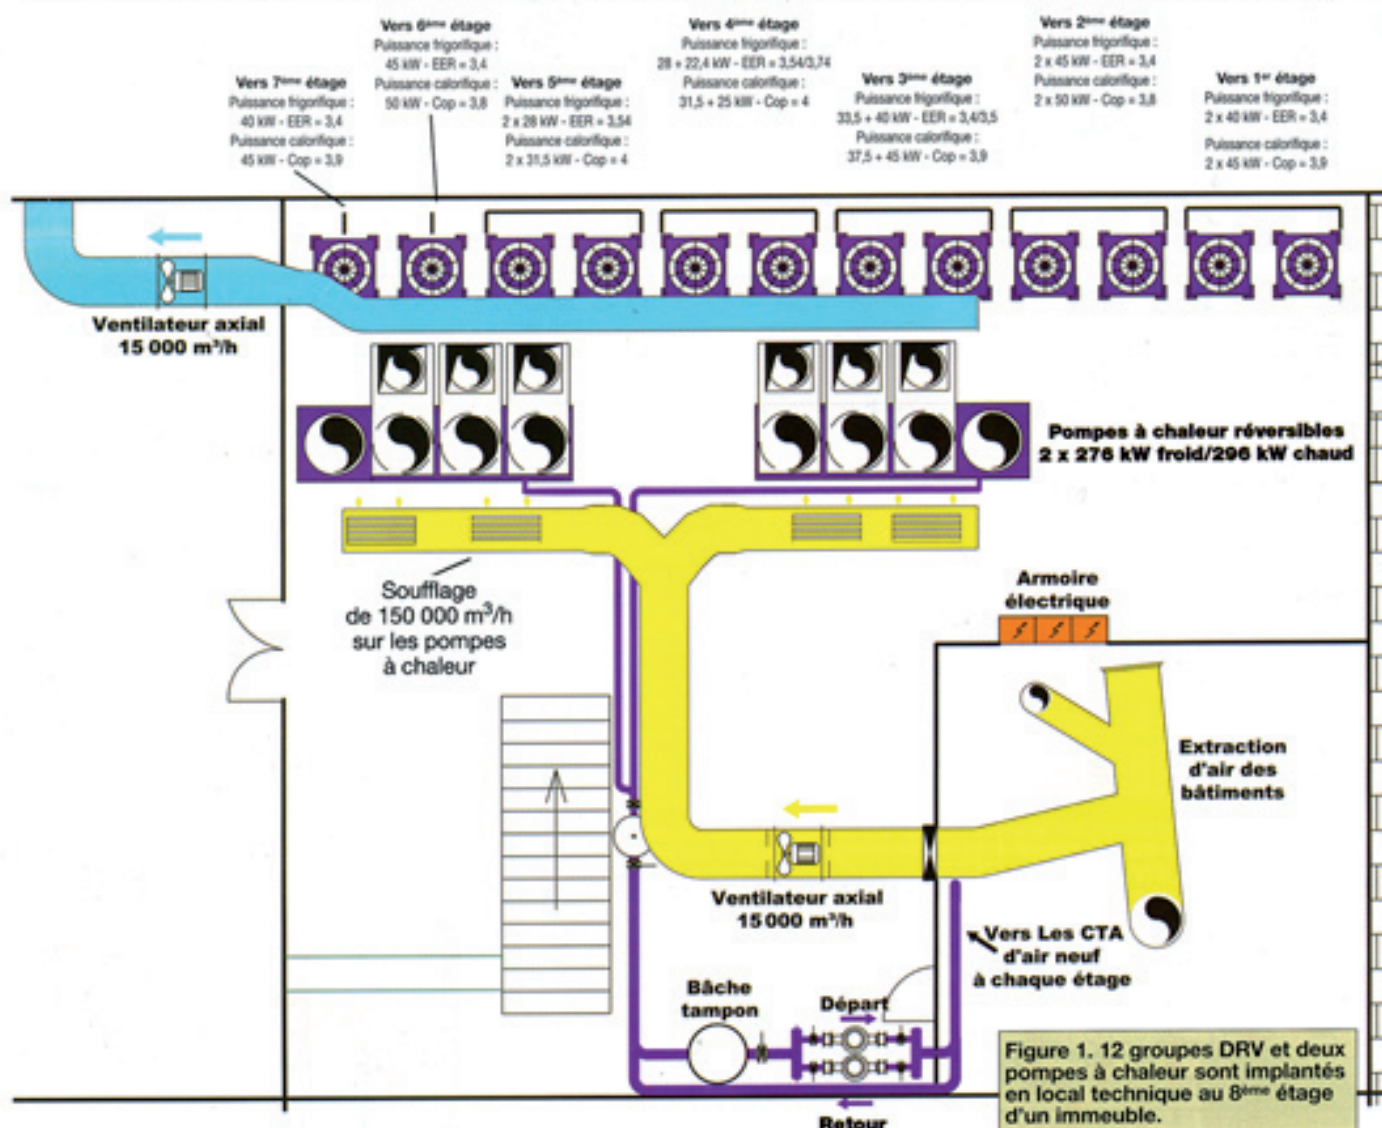 Vers 6ème étage
Puissance frigorifique :
45 kW - EER = 3,4
Puissance calorifique :
50 kW - Cop = 3,8
Vers 4ème étage
Puissance frigorifique :
28 + 22,4 kW - EER = 3,54/3,74
Puissance calorifique :
31,5 + 25 kW - Cop = 4
Vers 2ème étage
Puissance frigorifique :
2 x 45 kW - EER = 3,4
Puissance calorifique :
2 x 50 kW - Cop = 3,8
Vers 7ème étage
Puissance frigorifique :
40 kW - EER = 3,4
Puissance calorifique :
45 kW - Cop = 3,9
Vers 5ème étage
Puissance frigorifique :
2 x 28 kW - EER = 3,54
Puissance calorifique :
2 x 31,5 kW - Cop = 4
Vers 3ème étage
Puissance frigorifique :
33,5 + 40 kW - EER = 3,4/3,5
Puissance calorifique :
37,5 + 45 kW - Cop = 3,9
Vers 1er étage
Puissance frigorifique :
2 x 40 kW - EER = 3,4
Puissance calorifique :
2 x 45 kW - Cop = 3,9
Ventilateur axial
15 000 m³/h
Pompes à chaleur réversibles
2 x 276 kW froid/296 kW chaud
Soufflage
de 150 000 m³/h
sur les pompes
à chaleur
Armoire
électrique
Extraction
d'air des
bâtiments
Ventilateur axial
15 000 m³/h
Vers Les CTA
d'air neuf
à chaque étage
Bâche
tampon
Départ
Retour
Figure 1. 12 groupes DRV et deux
pompes à chaleur sont implantés
en local technique au 8ème étage
d'un immeuble.